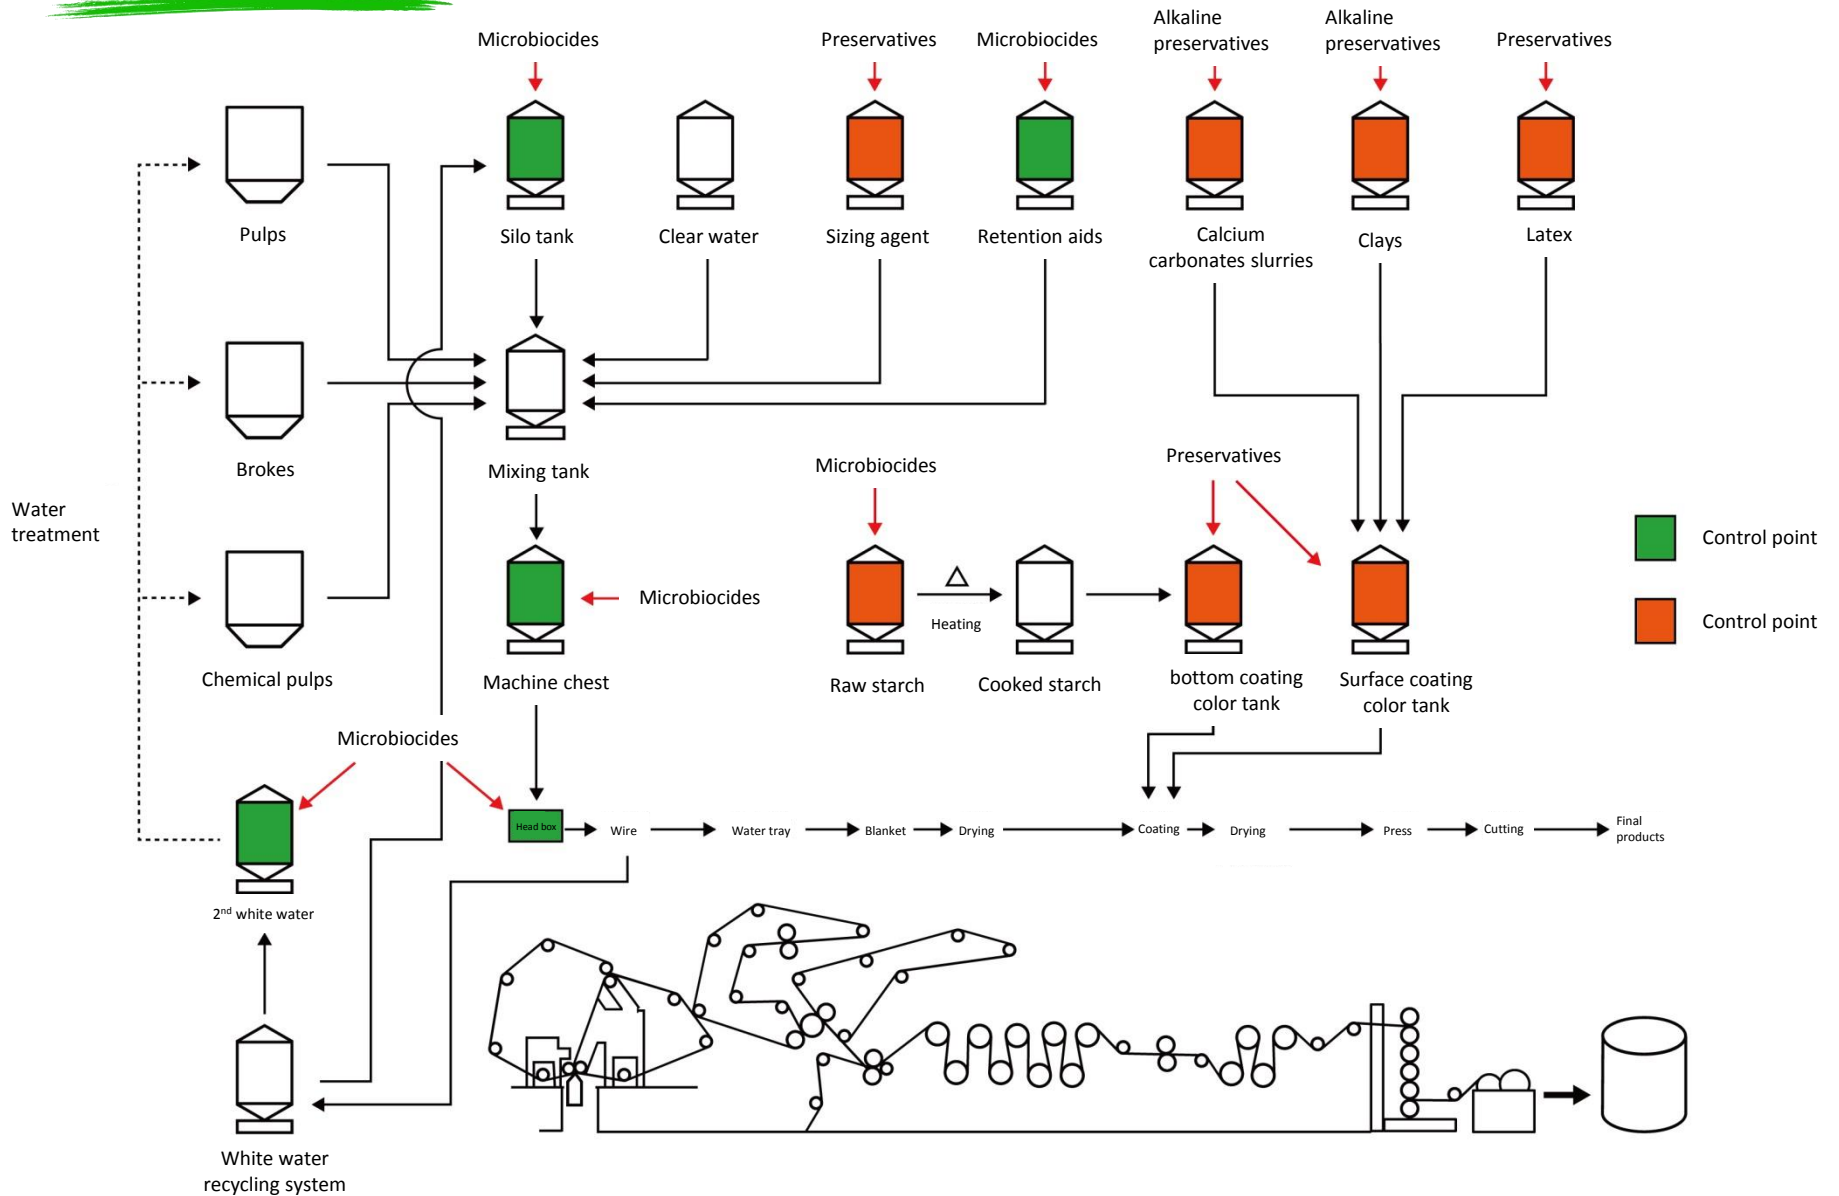 Microbiocides
Preservatives
Microbiocides
Alkaline
preservatives
Alkaline
preservatives
Preservatives
Pulps
Silo tank
Clear water
Sizing agent
Retention aids
Calcium
carbonates slurries
Clays
Latex
Brokes
Mixing tank
Microbiocides
Preservatives
Water
treatment
Control point
Control point
Microbiocides
Heating
Chemical pulps
Machine chest
Raw starch
Cooked starch
bottom coating
color tank
Surface coating
color tank
Microbiocides
Head box
Wire
Water tray
Blanket
Drying
Coating
Drying
Press
Cutting
Final
products
2nd white water
White water
recycling system